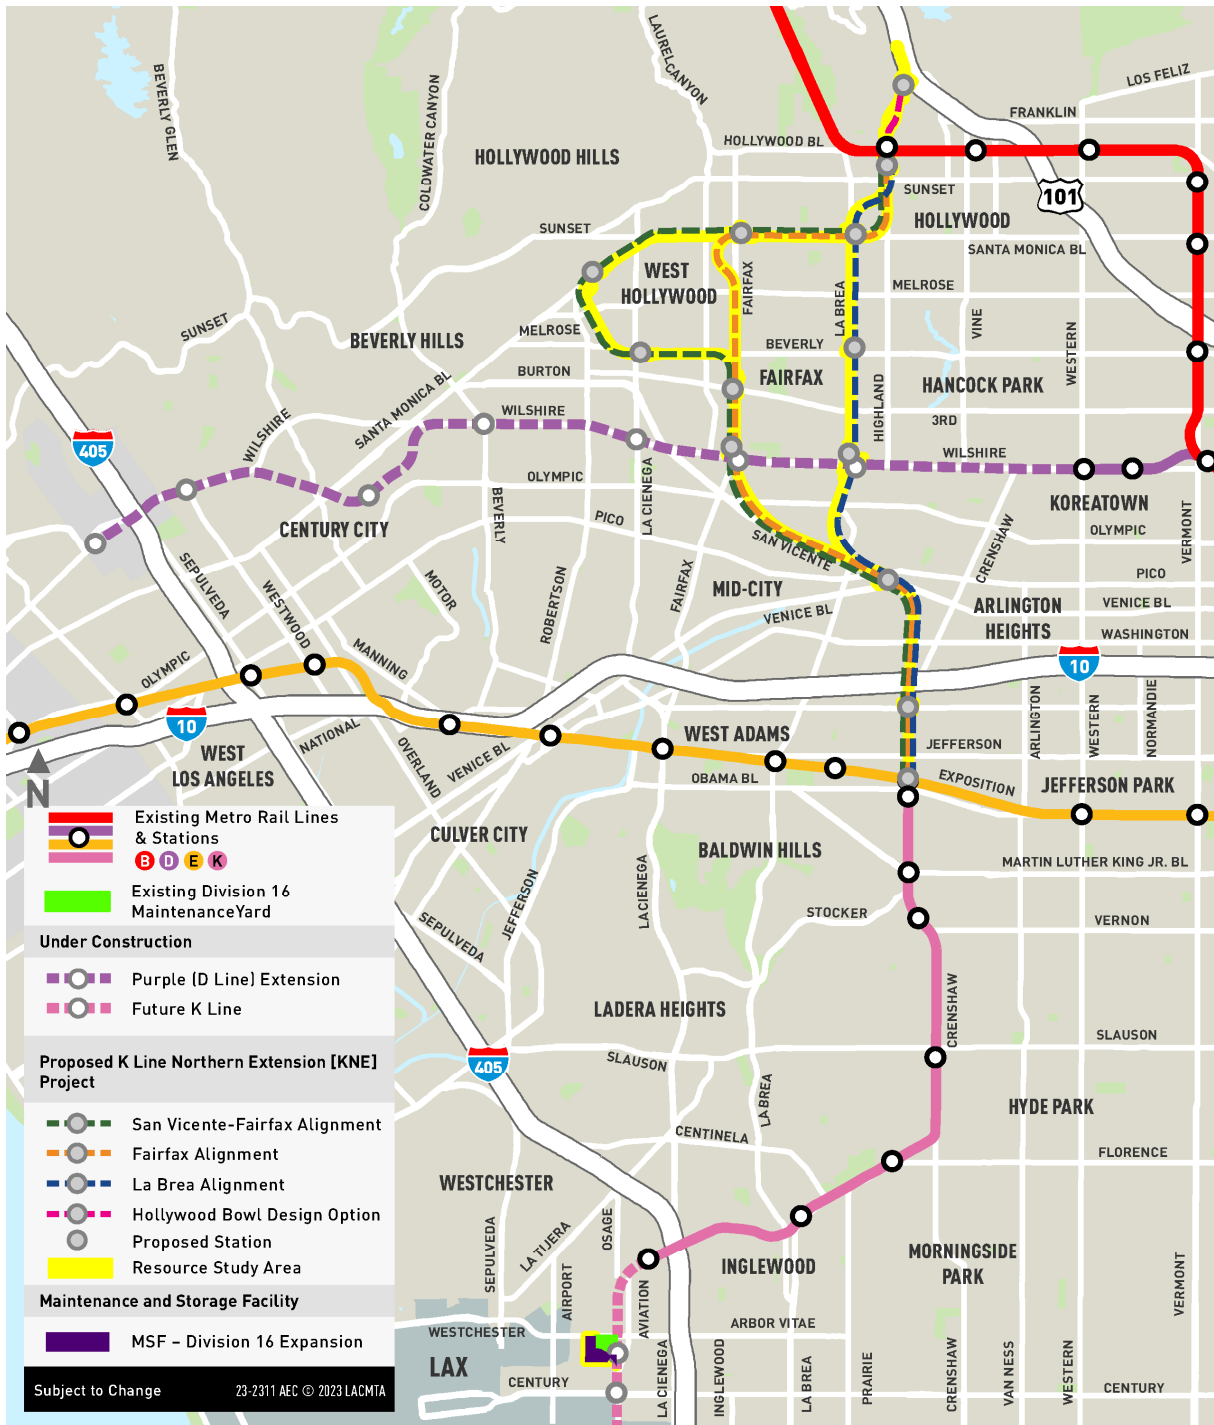 LOS FELIZ
LAUREL CANYON
BEVERLY GLEN
COLDWATER CANYON
FRANKLIN
HOLLYWOOD BL
HOLLYWOOD HILLS
SUNSET
101
HOLLYWOOD
SUNSET
SANTA MONICA BL
WEST
HOLLYWOOD
FAIRFAX
LA BREA
MELROSE
SUNSET
MELROSE
VINE
WESTERN
BEVERLY HILLS
BEVERLY
BURTON
FAIRFAX
HANCOCK PARK
SANTA MONICA BL
WILSHIRE
HIGHLAND
3RD
WILSHIRE
405
WILSHIRE
OLYMPIC
LA CIENEGA
BEVERLY
KOREATOWN
CENTURY CITY
PICO
OLYMPIC
VERMONT
SAN VICENTE
CRENSHAW
SEPULVEDA
WESTWOOD
MOTOR
ROBERTSON
FAIRFAX
MID-CITY
PICO
ARLINGTON
HEIGHTS
VENICE BL
VENICE BL
WASHINGTON
10
OLYMPIC
MANNING
10
NATIONAL
OVERLAND
VENICE BL
WEST ADAMS
ARLINGTON
WESTERN
NORMANDIE
JEFFERSON
WEST
LOS ANGELES
OBAMA BL
EXPOSITION
JEFFERSON PARK
N
CULVER CITY
BALDWIN HILLS
MARTIN LUTHER KING JR. BL
LA CIENEGA
JEFFERSON
SEPULVEDA
STOCKER
VERNON
LADERA HEIGHTS
CRENSHAW
SLAUSON
SLAUSON
405
LA BREA
HYDE PARK
CENTINELA
FLORENCE
WESTCHESTER
SEPULVEDA
LA TIJERA
OSAGE
INGLEWOOD
MORNINGSIDE
PARK
VERMONT
AIRPORT
AVIATION
ARBOR VITAE
WESTCHESTER
LAX
CENTURY
LA CIENEGA
INGLEWOOD
LA BREA
PRAIRIE
CRENSHAW
VAN NESS
WESTERN
CENTURY
Existing Metro Rail Lines
& Stations
B D E K
Existing Division 16
MaintenanceYard
Under Construction
Purple (D Line) Extension
Future K Line
Proposed K Line Northern Extension [KNE]
Project
San Vicente-Fairfax Alignment
Fairfax Alignment
La Brea Alignment
Hollywood Bowl Design Option
Proposed Station
Resource Study Area
Maintenance and Storage Facility
MSF – Division 16 Expansion
Subject to Change
23-2311 AEC © 2023 LACMTA